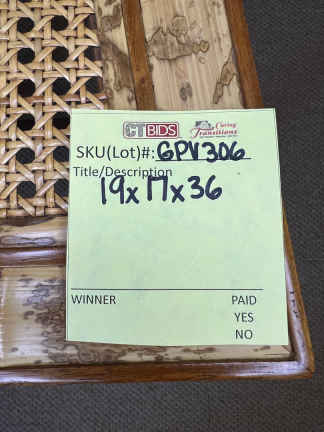 CTBIDS Caring Transitions
SKU(Lot)#: GPV306
Title/Description
19x17x36
WINNER PAID
YES
NO